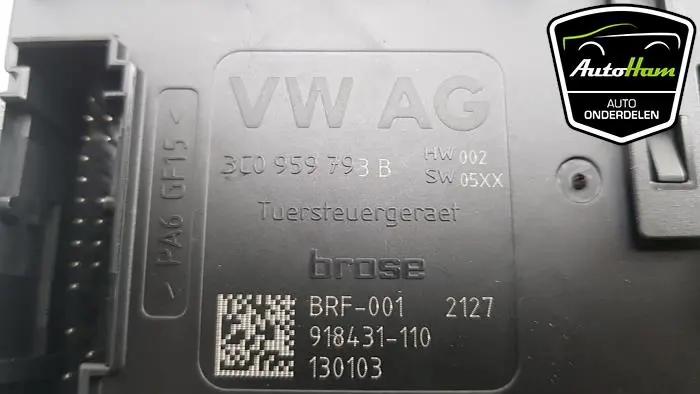 VW AG
3C0 959 793 B
HW 002
SW 05XX
Tuersteuergeraet
brose
BRF-001 2127
918431-110
130103
> PA6 GF15 <
AutoHam
AUTO
ONDERDELEN